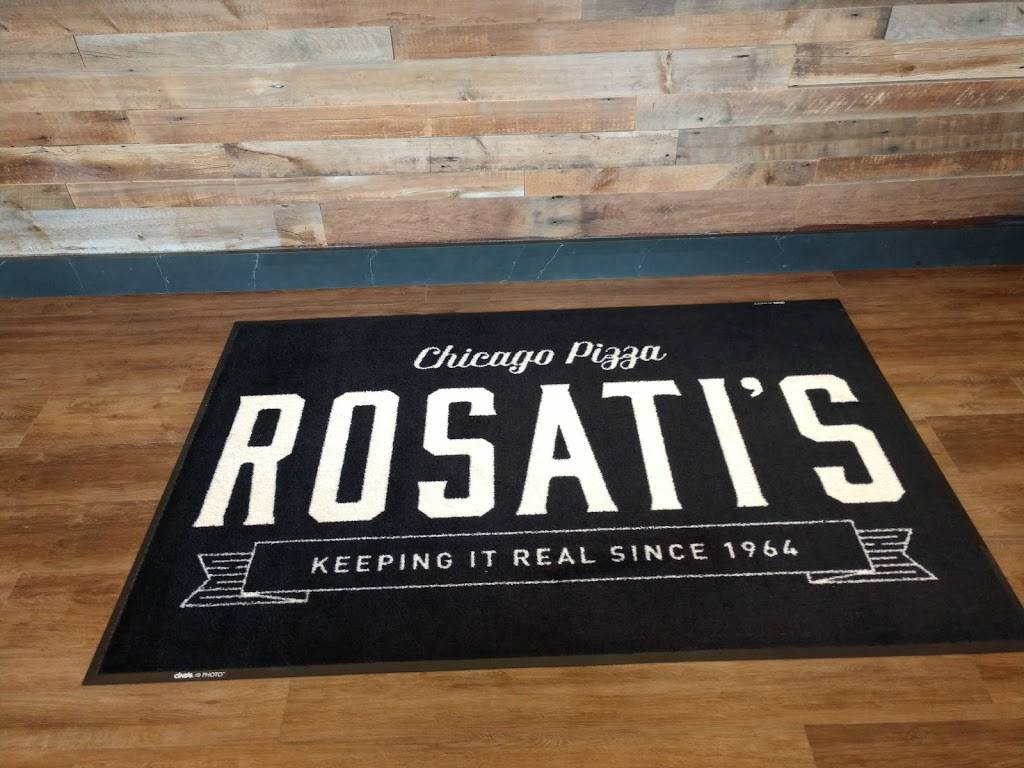 Chicago Pizza
ROSATI'S
KEEPING IT REAL SINCE 1964